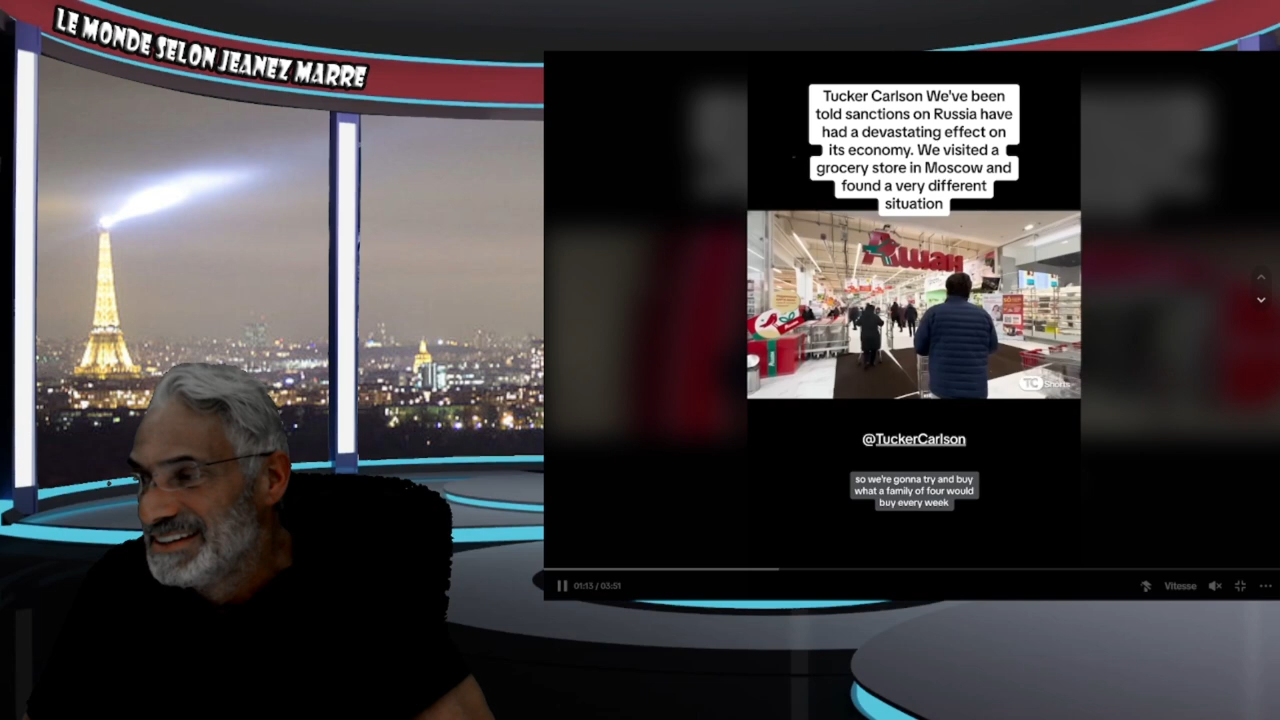 LE MONDE SELON JEANEZ MARRE
Tucker Carlson We've been
told sanctions on Russia have
had a devastating effect on
its economy. We visited a
grocery store in Moscow and
found a very different
situation
Ашан
TC Shorts
@TuckerCarlson
so we're gonna try and buy
what a family of four would
buy every week
01:13 / 03:51
Vitesse